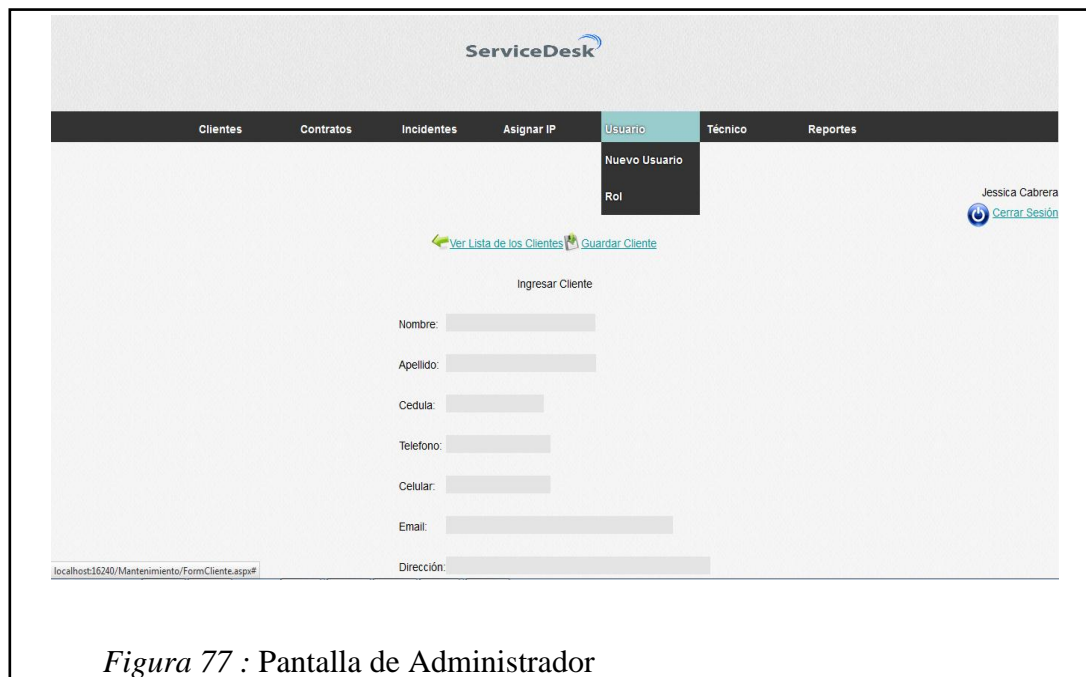 ServiceDesk
Clientes Contratos Incidentes Asignar IP Usuario Técnico Reportes
Nuevo Usuario
Rol
Jessica Cabrera
Cerrar Sesión
Ver Lista de los Clientes Guardar Cliente
Ingresar Cliente
Nombre:
Apellido:
Cedula:
Telefono:
Celular:
Email:
Dirección:
localhost:16240/Mantenimiento/FormCliente.aspx#
Figura 77 : Pantalla de Administrador